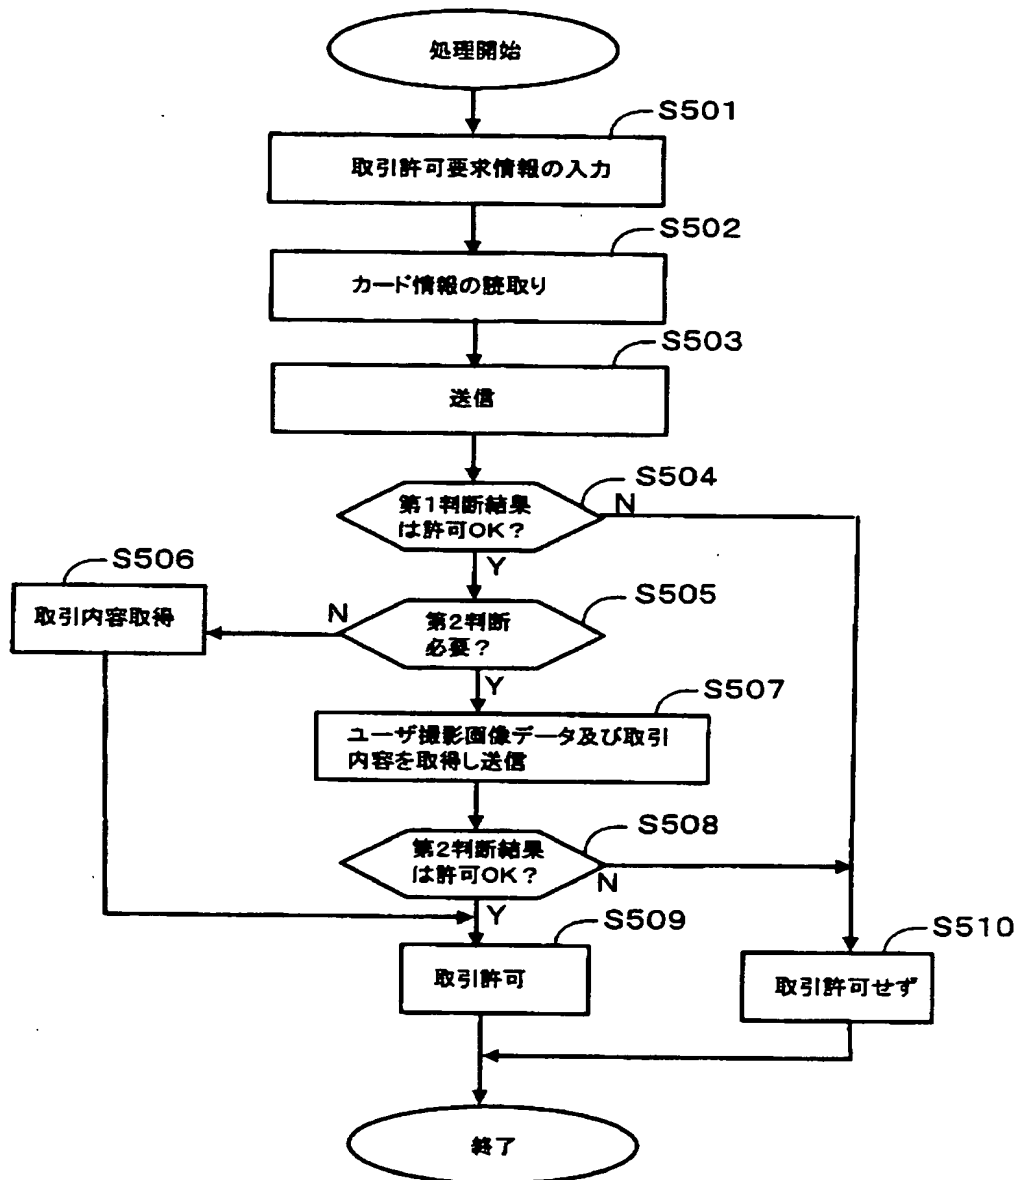 処理開始
S501
取引許可要求情報の入力
S502
カード情報の読取り
S503
送信
S504
第1判断結果
は許可OK?
N
Y
S506
取引内容取得
S505
第2判断
必要?
N
Y
S507
ユーザ撮影画像データ及び取引
内容を取得し送信
S508
第2判断結果
は許可OK?
N
Y
S509
取引許可
S510
取引許可せず
終了